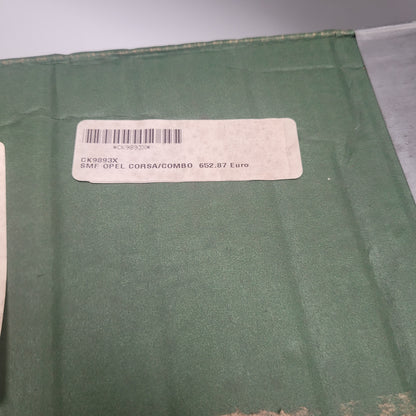 *CK9893X*
CK9893X
SMF OPEL CORSA/COMBO 652.87 Euro